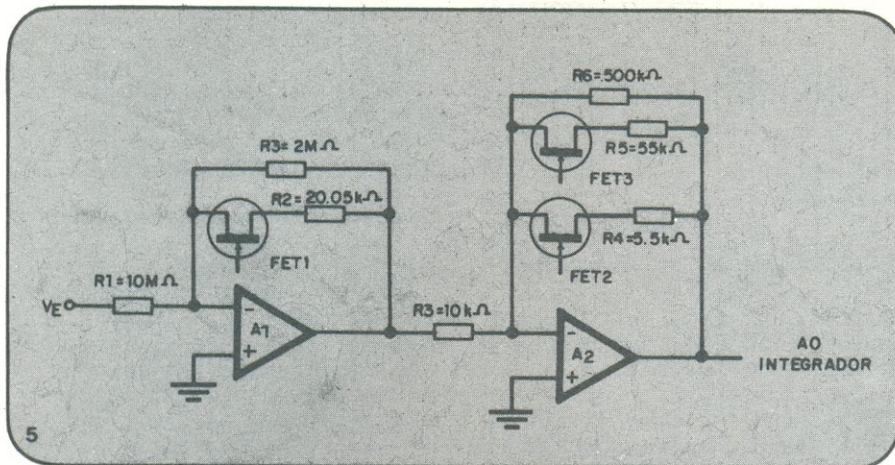 R6=.500kΩ
R3= 2MΩ
R5=55kΩ
R2= 20.05kΩ
FET3
FET1
R4=5.5kΩ
FET2
R1=10MΩ
VE
-
A1
+
R3=10kΩ
-
A2
+
AO
INTEGRADOR
5